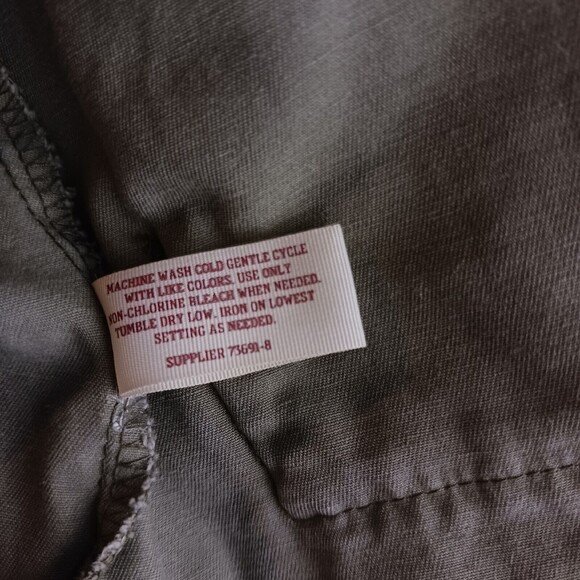 MACHINE WASH COLD GENTLE CYCLE
WITH LIKE COLORS. USE ONLY
NON-CHLORINE BLEACH WHEN NEEDED.
TUMBLE DRY LOW. IRON ON LOWEST
SETTING AS NEEDED.
SUPPLIER 73691-8